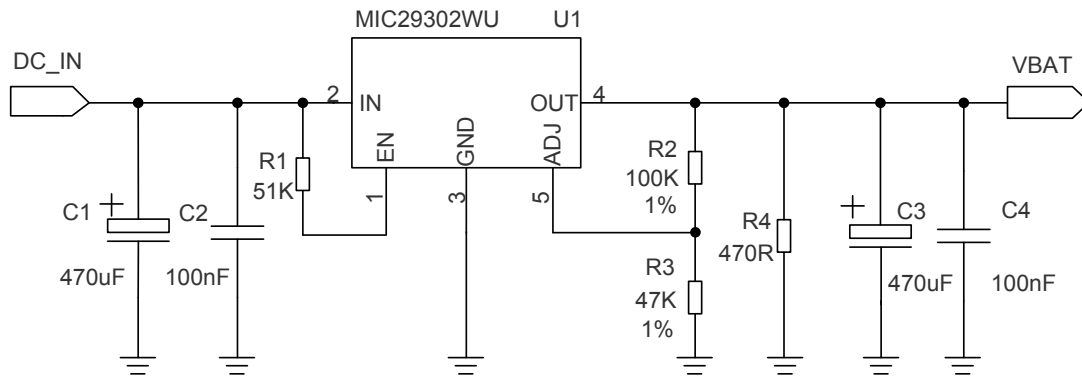 MIC29302WU U1
DC_IN
VBAT
2 IN
OUT 4
EN
GND
ADJ
1
3
5
R1
51K
R2
100K
1%
C1 +
470uF
C2
100nF
R4
470R
R3
47K
1%
+ C3
470uF
C4
100nF